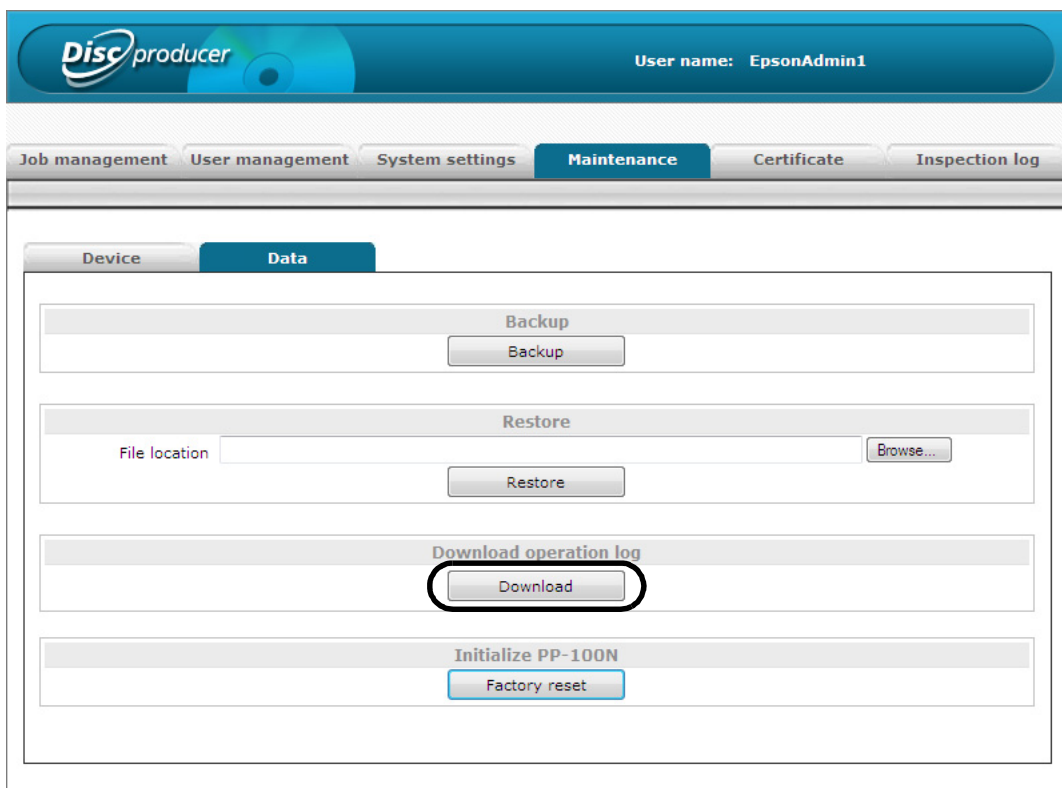 Disc producer
User name: EpsonAdmin1
Job management User management System settings Maintenance Certificate Inspection log
Device Data
Backup
Backup
Restore
File location Browse...
Restore
Download operation log
Download
Initialize PP-100N
Factory reset